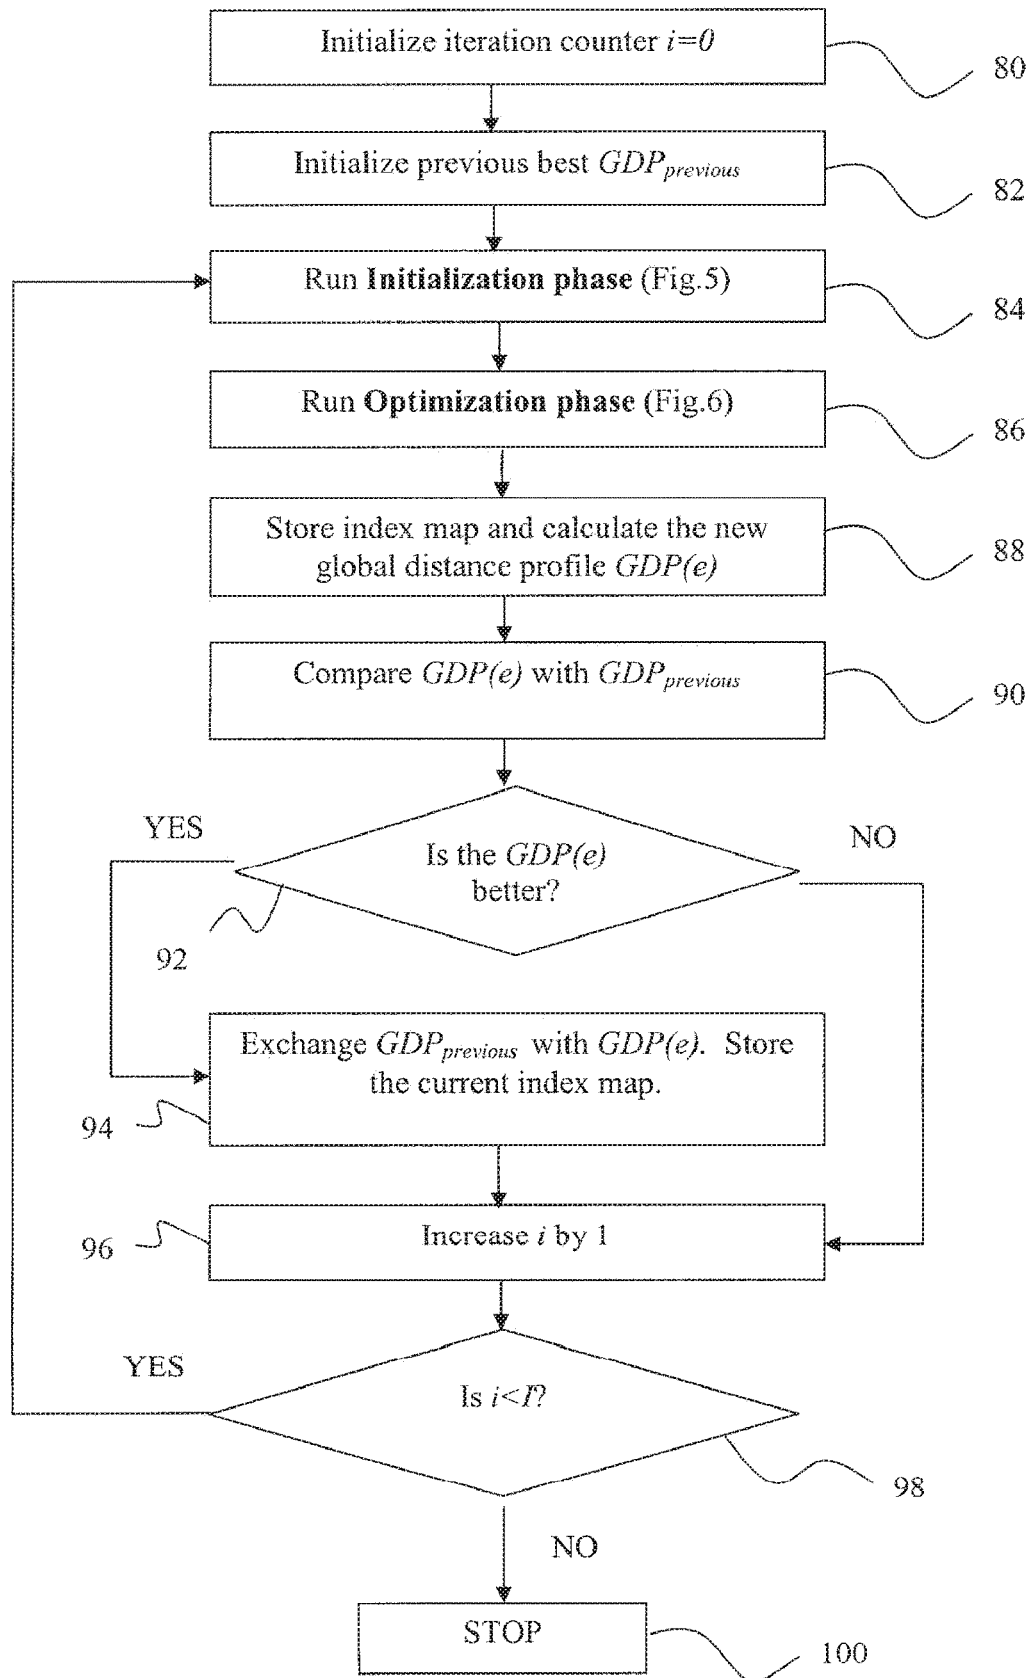 Initialize iteration counter i=0
80
Initialize previous best GDPprevious
82
Run Initialization phase (Fig.5)
84
Run Optimization phase (Fig.6)
86
Store index map and calculate the new
global distance profile GDP(e)
88
Compare GDP(e) with GDPprevious
90
YES
NO
Is the GDP(e)
better?
92
Exchange GDPprevious with GDP(e). Store
the current index map.
94
Increase i by 1
96
YES
Is i<I?
98
NO
STOP
100